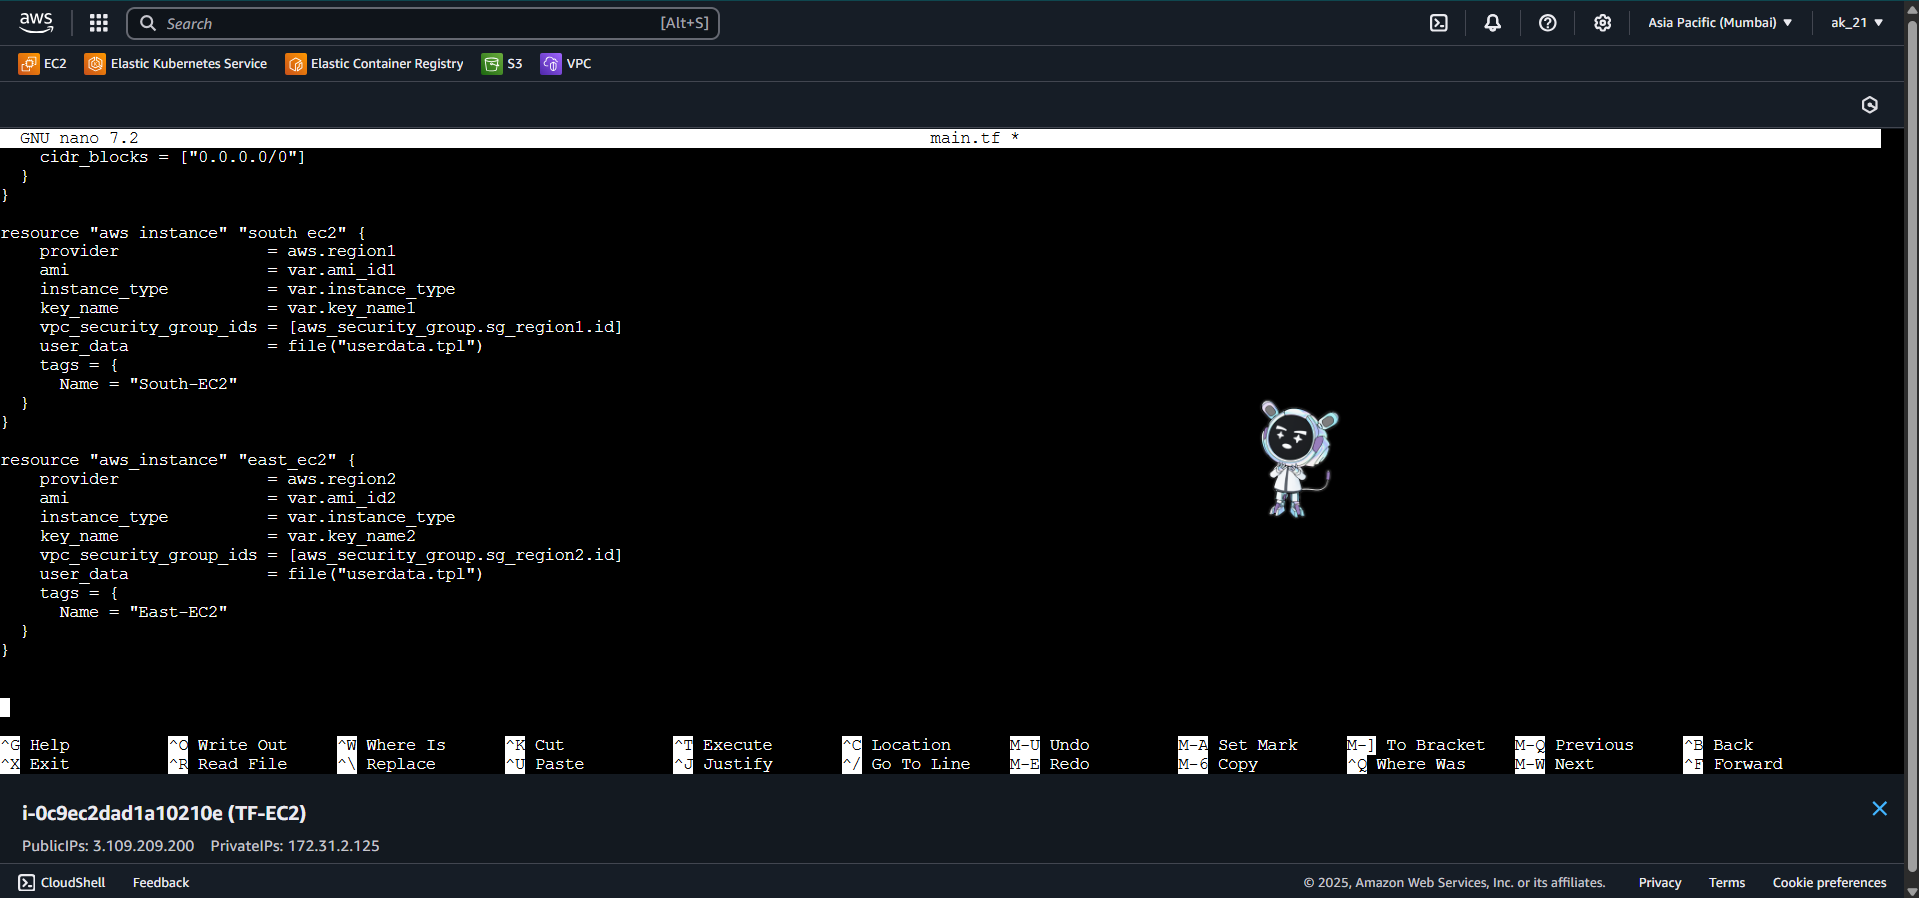 aws Search [Alt+S] Asia Pacific (Mumbai) ak_21
EC2 Elastic Kubernetes Service Elastic Container Registry S3 VPC
GNU nano 7.2 main.tf *
cidr_blocks = ["0.0.0.0/0"]
}
}
resource "aws_instance" "south_ec2" {
provider = aws.region1
ami = var.ami_id1
instance_type = var.instance_type
key_name = var.key_name1
vpc_security_group_ids = [aws_security_group.sg_region1.id]
user_data = file("userdata.tpl")
tags = {
Name = "South-EC2"
}
}
resource "aws_instance" "east_ec2" {
provider = aws.region2
ami = var.ami_id2
instance_type = var.instance_type
key_name = var.key_name2
vpc_security_group_ids = [aws_security_group.sg_region2.id]
user_data = file("userdata.tpl")
tags = {
Name = "East-EC2"
}
}
^G Help ^O Write Out ^W Where Is ^K Cut ^T Execute ^C Location M-U Undo M-A Set Mark M-] To Bracket M-Q Previous ^B Back
^X Exit ^R Read File ^\ Replace ^U Paste ^J Justify ^/ Go To Line M-E Redo M-6 Copy ^Q Where Was M-W Next ^F Forward
i-0c9ec2dad1a10210e (TF-EC2)
PublicIPs: 3.109.209.200 PrivateIPs: 172.31.2.125
CloudShell Feedback © 2025, Amazon Web Services, Inc. or its affiliates. Privacy Terms Cookie preferences